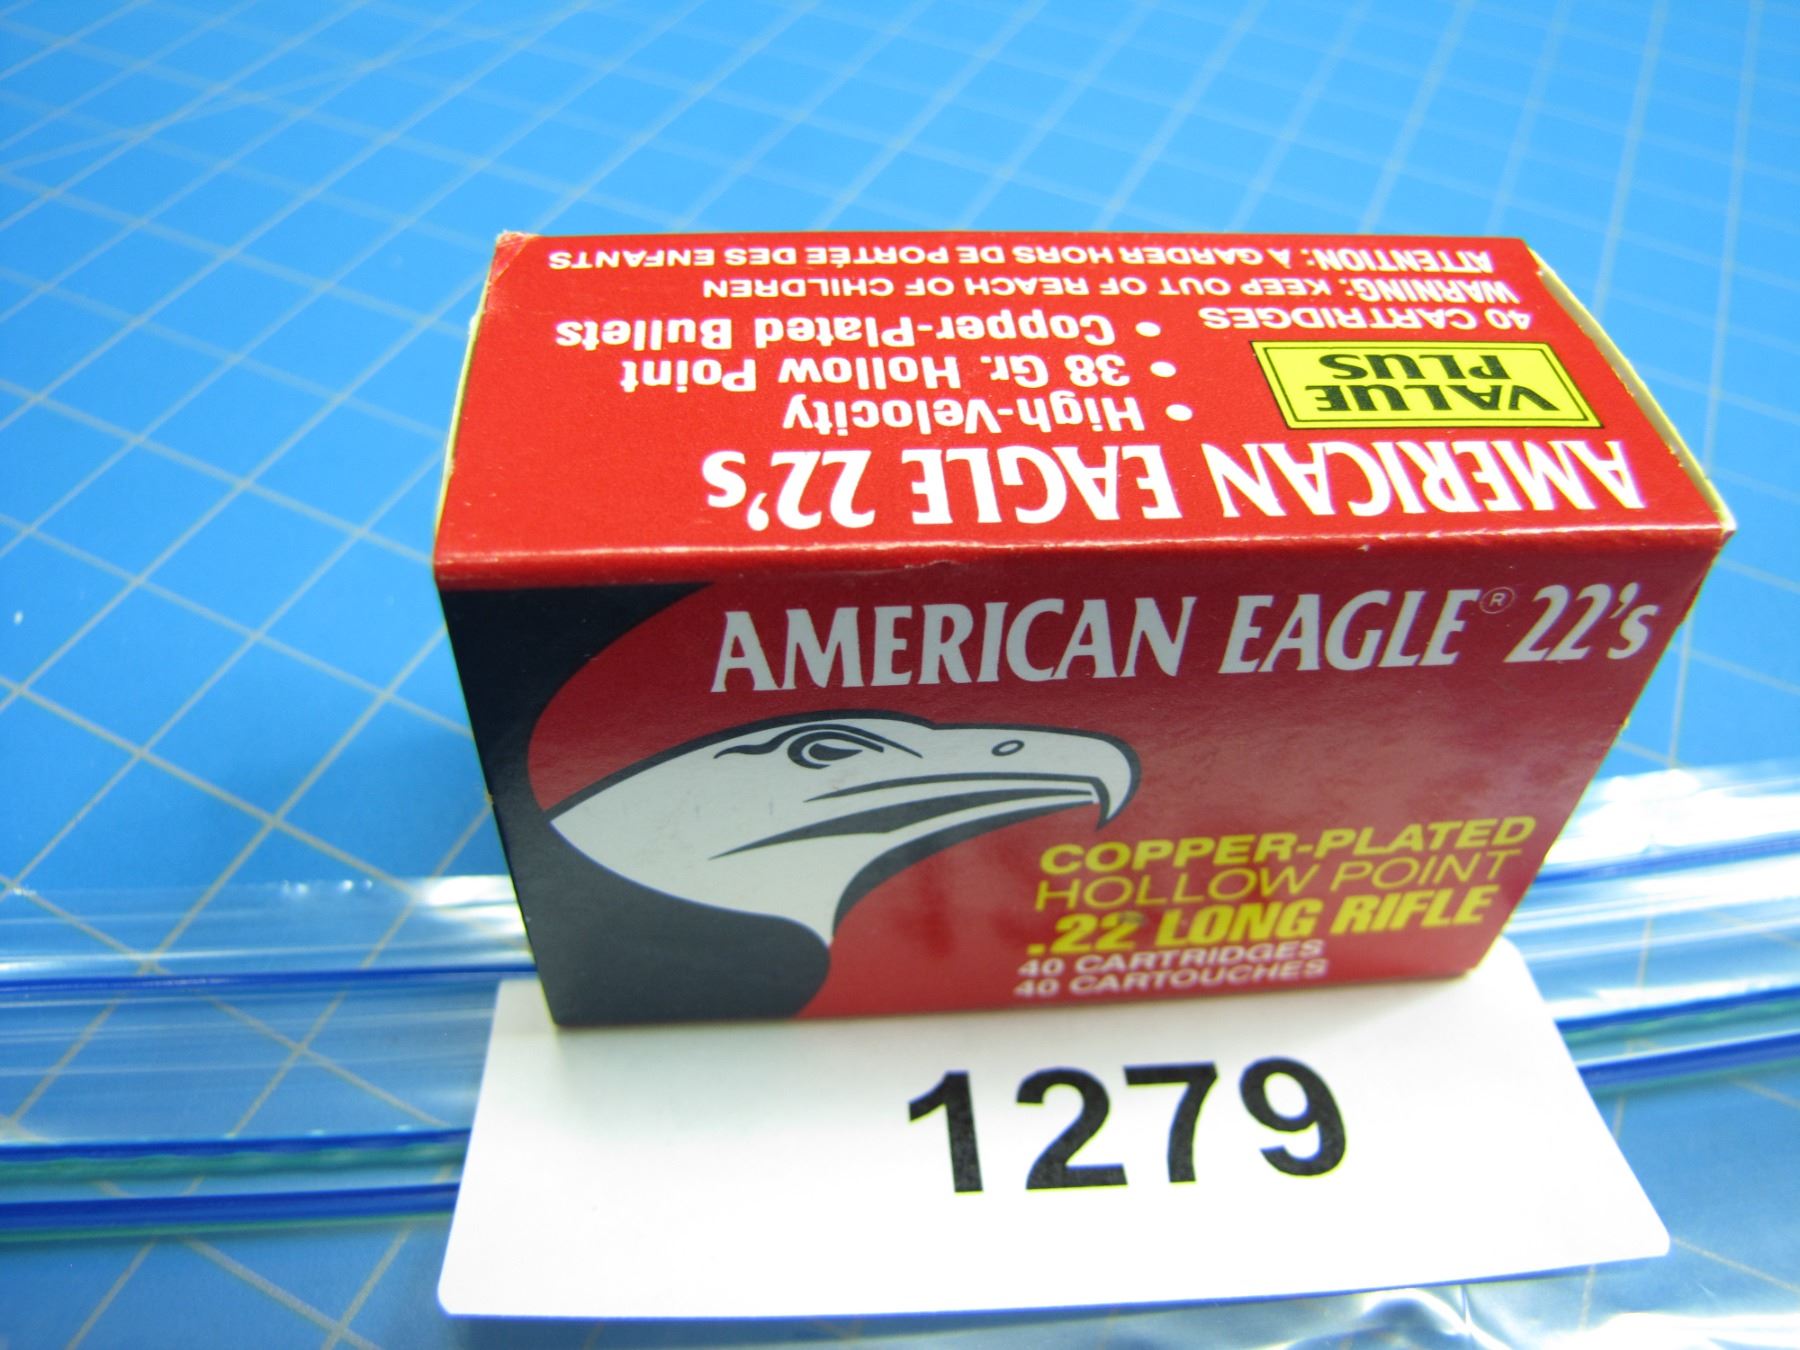 AMERICAN EAGLE 22's
• High-Velocity
• 38 Gr. Hollow Point
• Copper-Plated Bullets
VALUE
PLUS
40 CARTRIDGES
WARNING: KEEP OUT OF REACH OF CHILDREN
ATTENTION: À GARDER HORS DE PORTÉE DES ENFANTS
AMERICAN EAGLE® 22's
COPPER-PLATED
HOLLOW POINT
.22 LONG RIFLE
40 CARTRIDGES
40 CARTOUCHES
1279